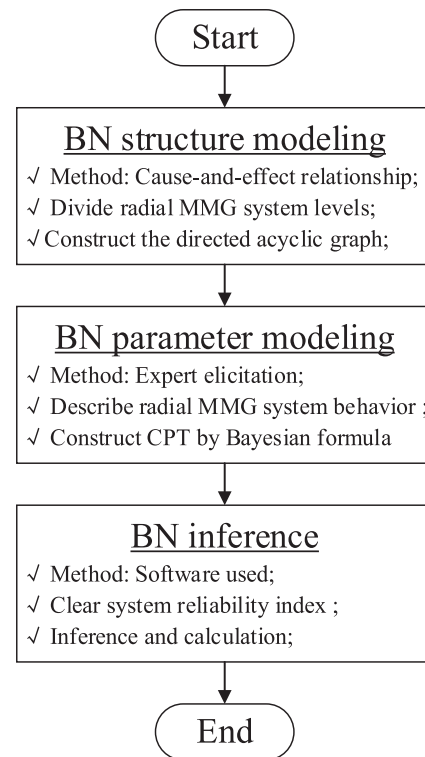 Start
BN structure modeling
√ Method: Cause-and-effect relationship;
√ Divide radial MMG system levels;
√ Construct the directed acyclic graph;
BN parameter modeling
√ Method: Expert elicitation;
√ Describe radial MMG system behavior ;
√ Construct CPT by Bayesian formula
BN inference
√ Method: Software used;
√ Clear system reliability index ;
√ Inference and calculation;
End